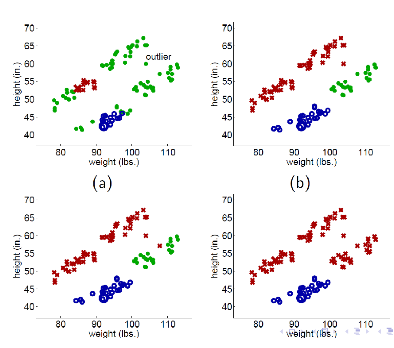 70
65
60
55
50
45
40
height (in.)
outlier
80 90 100 110
weight (lbs.)
(a)
70
65
60
55
50
45
40
height (in.)
80 90 100 110
weight (lbs.)
(b)
70
65
60
55
50
45
40
height (in.)
80 90 100 110
weight (lbs.)
70
65
60
55
50
45
40
height (in.)
80 90 100 110
weight (lbs.)